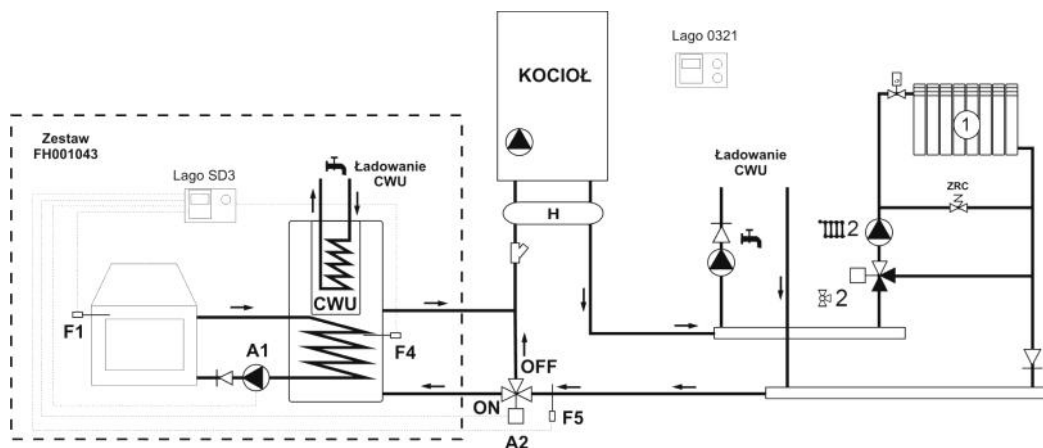 Lago 0321
KOCIOŁ
1
Zestaw
FH001043
Lago SD3
Ładowanie
CWU
Ładowanie
CWU
ZRC
H
2
CWU
2
F1
F4
A1
OFF
ON
F5
A2